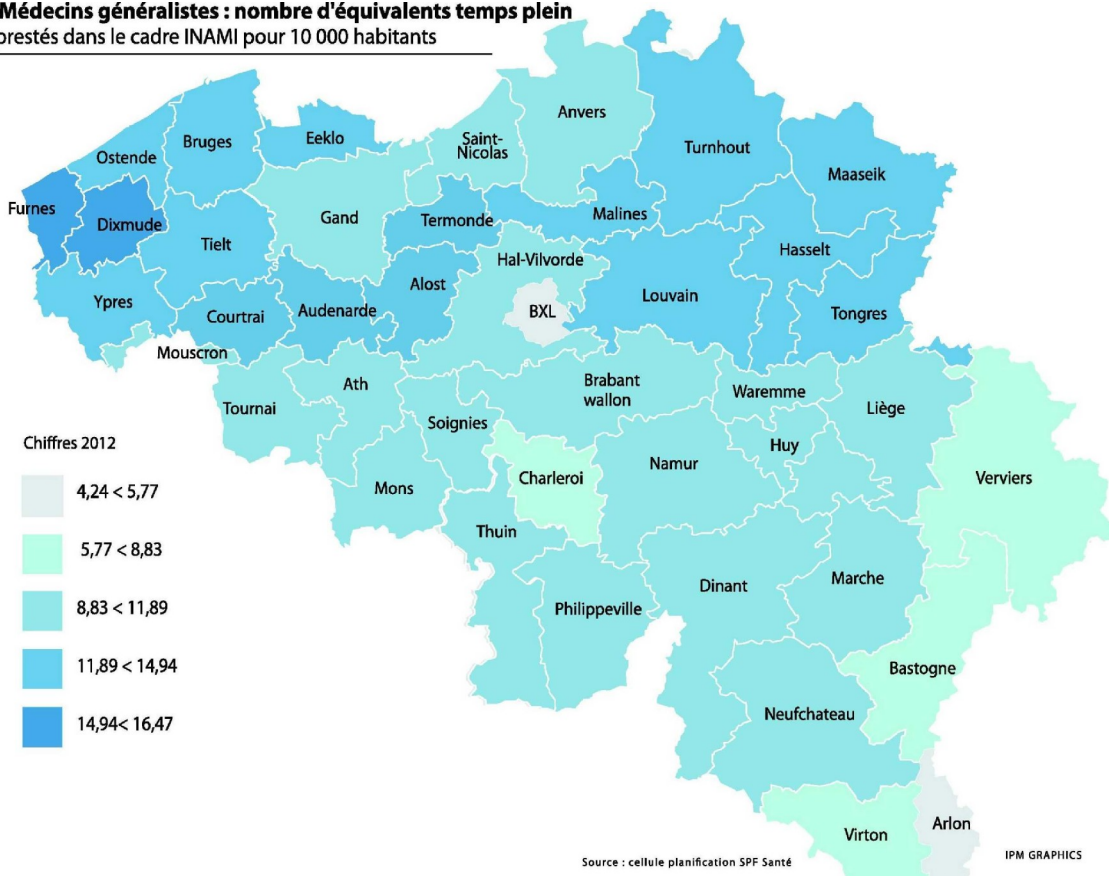 Médecins généralistes : nombre d'équivalents temps plein
prestés dans le cadre INAMI pour 10 000 habitants
Anvers
Saint-
Nicolas
Eeklo
Bruges
Ostende
Turnhout
Maaseik
Furnes
Dixmude
Gand
Termonde
Malines
Tielt
Hasselt
Hal-Vilvorde
Alost
Louvain
Ypres
Courtrai
Audenarde
BXL
Tongres
Mouscron
Ath
Brabant
wallon
Waremme
Tournai
Soignies
Liège
Huy
Namur
Charleroi
Verviers
Mons
Thuin
Marche
Dinant
Philippeville
Bastogne
Neufchateau
Arlon
Virton
Chiffres 2012
4,24 < 5,77
5,77 < 8,83
8,83 < 11,89
11,89 < 14,94
14,94< 16,47
Source : cellule planification SPF Santé
IPM GRAPHICS